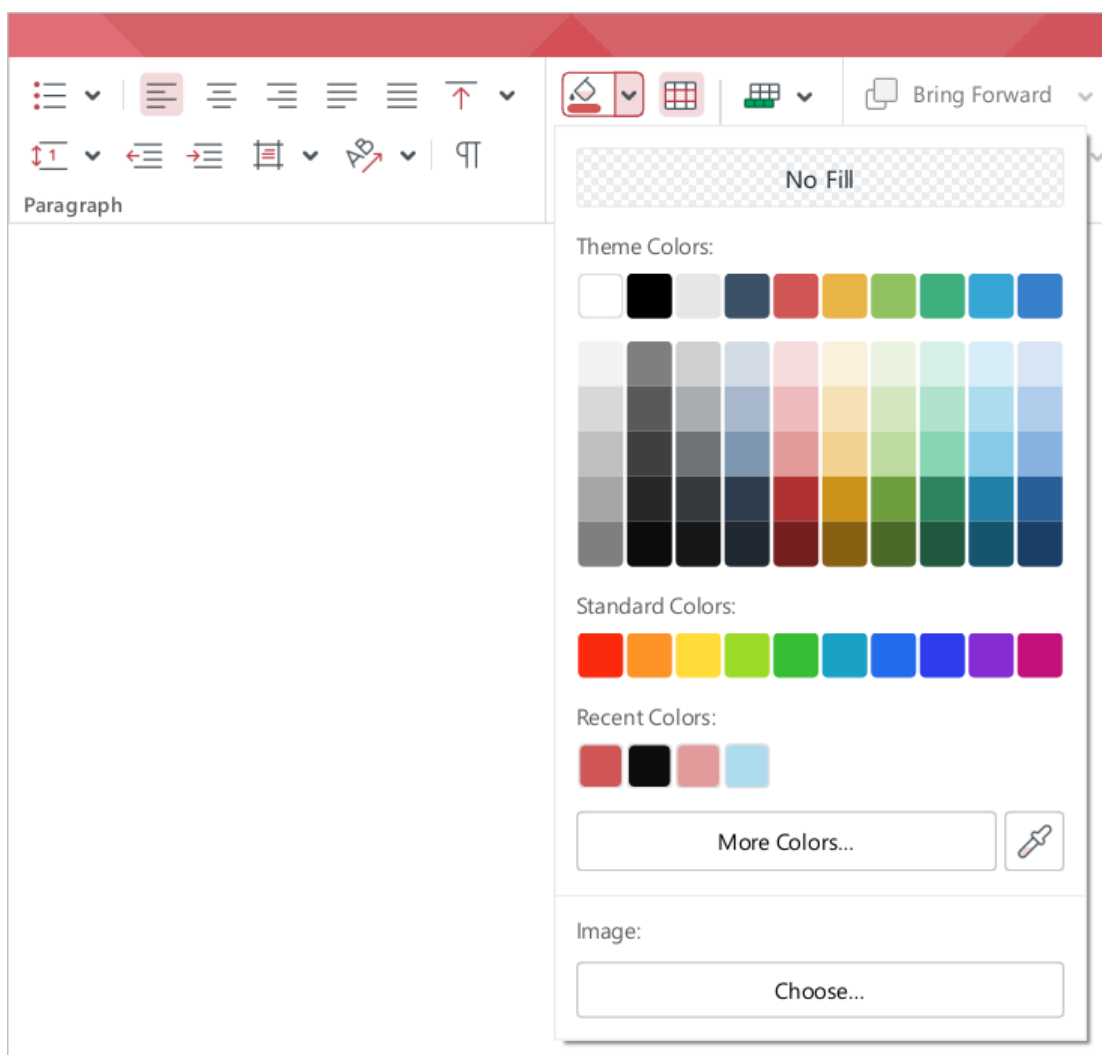 Bring Forward
Paragraph
No Fill
Theme Colors:
Standard Colors:
Recent Colors:
More Colors...
Image:
Choose...